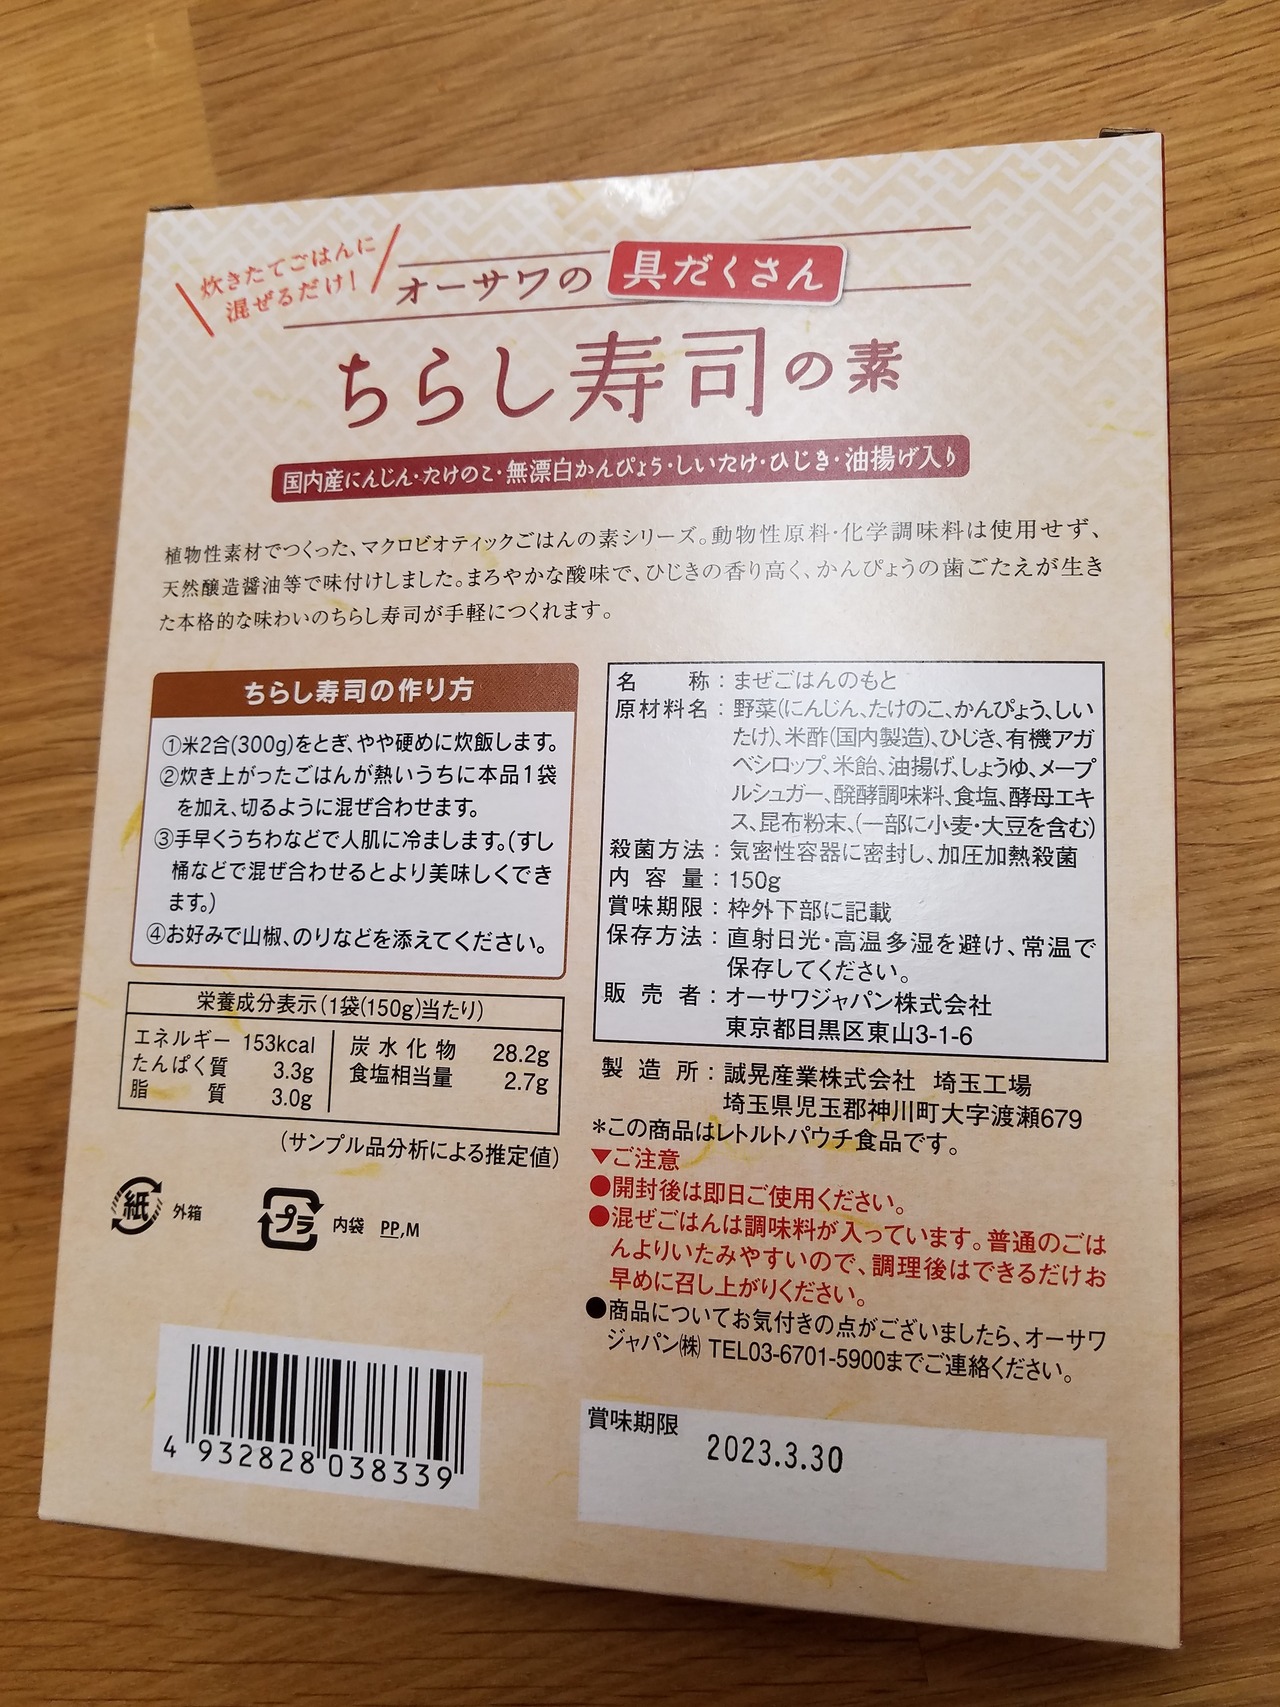 炊きたてごはんに
混ぜるだけ!
オーサワの 具だくさん
ちらし寿司の素
国内産にんじん・たけのこ・無漂白かんぴょう・しいたけ・ひじき・油揚げ入り
植物性素材でつくった、マクロビオティックごはんの素シリーズ。動物性原料・化学調味料は使用せず、
天然醸造醤油等で味付けしました。まろやかな酸味で、ひじきの香り高く、かんぴょうの歯ごたえが生き
た本格的な味わいのちらし寿司が手軽につくれます。
ちらし寿司の作り方
①米2合(300g)をとぎ、やや硬めに炊飯します。
②炊き上がったごはんが熱いうちに本品1袋
を加え、切るように混ぜ合わせます。
③手早くうちわなどで人肌に冷まします。(すし
桶などで混ぜ合わせるとより美味しくでき
ます。)
④お好みで山椒、のりなどを添えてください。
栄養成分表示(1袋(150g)当たり)
エネルギー 153kcal
たんぱく質 3.3g
脂質 3.0g
炭水化物 28.2g
食塩相当量 2.7g
(サンプル品分析による推定値)
紙 外箱
プラ 内袋 PP,M
4 932828 038339
名称:まぜごはんのもと
原材料名:野菜(にんじん、たけのこ、かんぴょう、しい
たけ)、米酢(国内製造)、ひじき、有機アガ
ベシロップ、米飴、油揚げ、しょうゆ、メープ
ルシュガー、醗酵調味料、食塩、酵母エキ
ス、昆布粉末、(一部に小麦・大豆を含む)
殺菌方法:気密性容器に密封し、加圧加熱殺菌
内容量:150g
賞味期限:枠外下部に記載
保存方法:直射日光・高温多湿を避け、常温で
保存してください。
販売者:オーサワジャパン株式会社
東京都目黒区東山3-1-6
製造所:誠晃産業株式会社 埼玉工場
埼玉県児玉郡神川町大字渡瀬679
*この商品はレトルトパウチ食品です。
▼ご注意
●開封後は即日ご使用ください。
●混ぜごはんは調味料が入っています。普通のごは
んよりいたみやすいので、調理後はできるだけお
早めに召し上がりください。
●商品についてお気付きの点がございましたら、オーサワ
ジャパン㈱ TEL03-6701-5900までご連絡ください。
賞味期限
2023.3.30